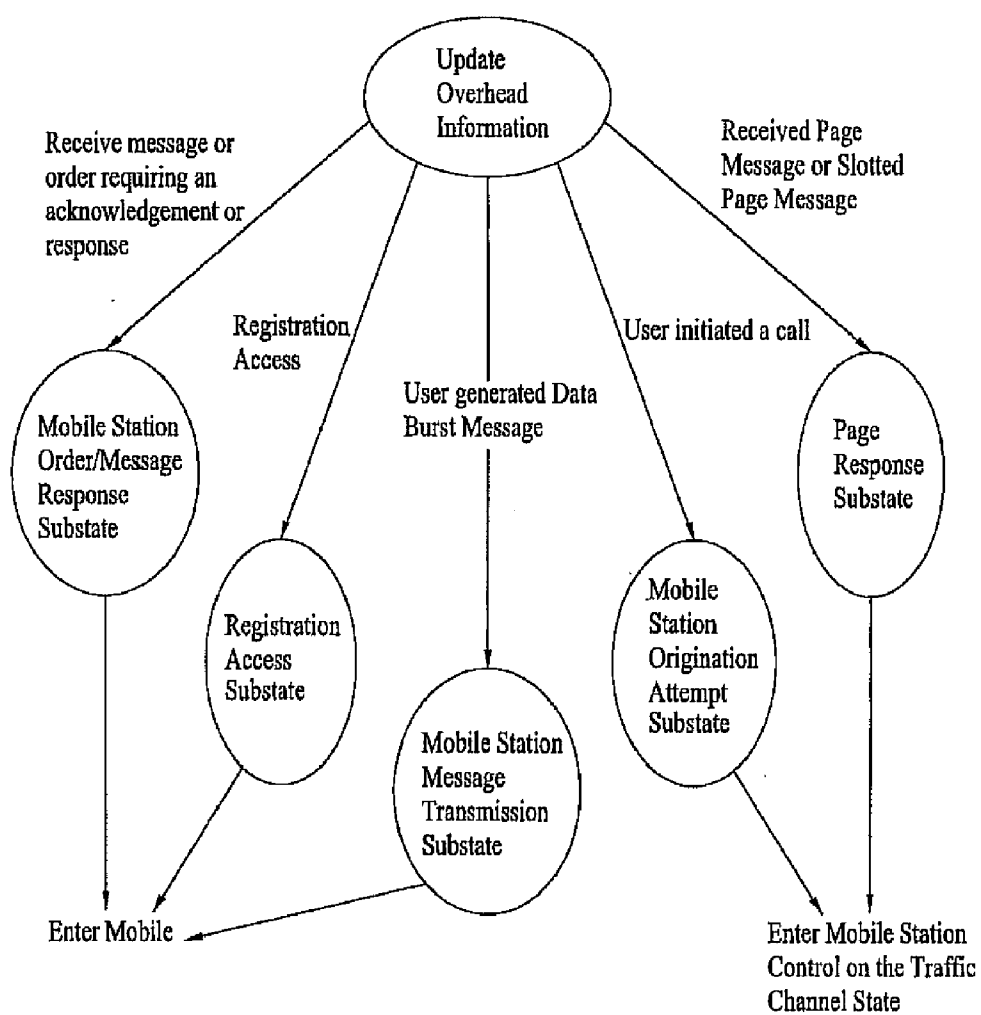 Update
Overhead
Information
Receive message or
order requiring an
acknowledgement or
response
Received Page
Message or Slotted
Page Message
Registration
Access
User generated Data
Burst Message
User initiated a call
Mobile Station
Order/Message
Response
Substate
Page
Response
Substate
Registration
Access
Substate
Mobile
Station
Origination
Attempt
Substate
Mobile Station
Message
Transmission
Substate
Enter Mobile
Enter Mobile Station
Control on the Traffic
Channel State